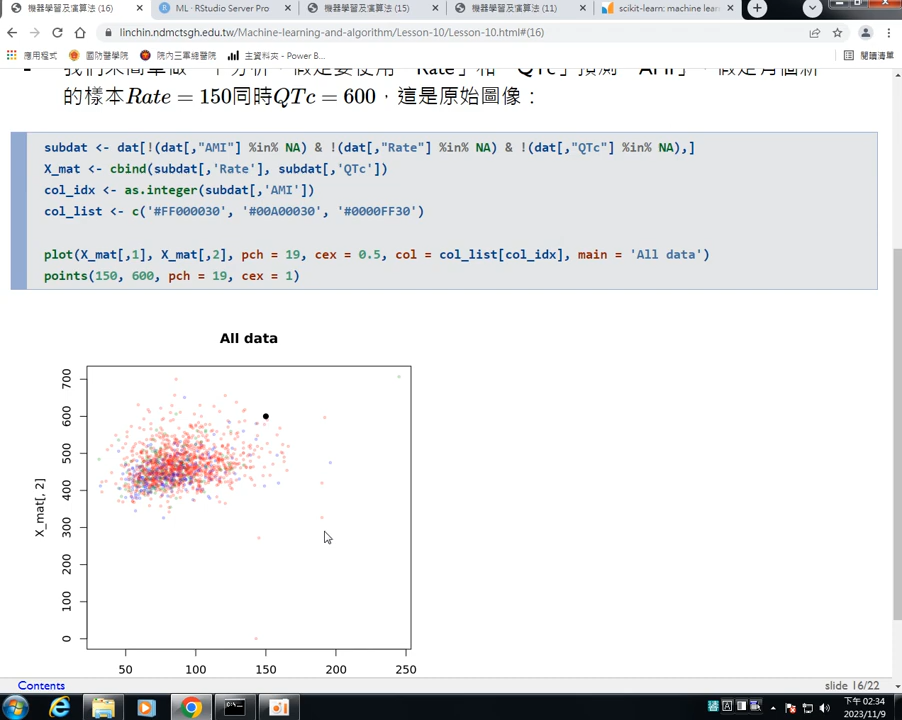 機器學習及演算法 (16)
ML - RStudio Server Pro
機器學習及演算法 (15)
機器學習及演算法 (11)
scikit-learn: machine lear
linchin.ndmctsgh.edu.tw/Machine-learning-and-algorithm/Lesson-10/Lesson-10.html#(16)
應用程式
國防醫學院
院內三軍總醫院
主資料夾 - Power B...
閱讀清單
的樣本Rate = 150同時QTc = 600，這是原始圖像：
subdat <- dat[!(dat[,"AMI"] %in% NA) & !(dat[,"Rate"] %in% NA) & !(dat[,"QTc"] %in% NA),]
X_mat <- cbind(subdat[,'Rate'], subdat[,'QTc'])
col_idx <- as.integer(subdat[,'AMI'])
col_list <- c('#FF000030', '#00A00030', '#0000FF30')
plot(X_mat[,1], X_mat[,2], pch = 19, cex = 0.5, col = col_list[col_idx], main = 'All data')
points(150, 600, pch = 19, cex = 1)
All data
700
600
500
400
300
200
100
0
X_mat[, 2]
50 100 150 200 250
Contents
slide 16/22
下午 02:34
2023/11/9